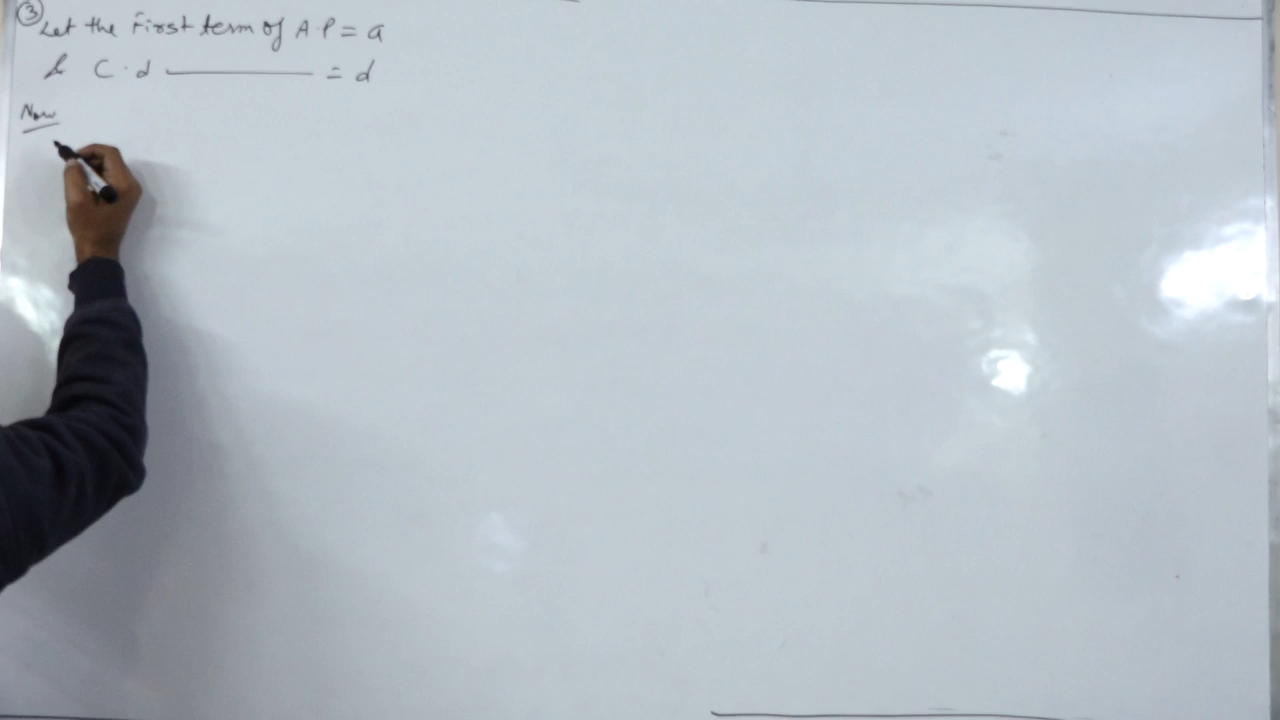 ③ Let the First term of A.P = a
& C.d ———— = d
Now